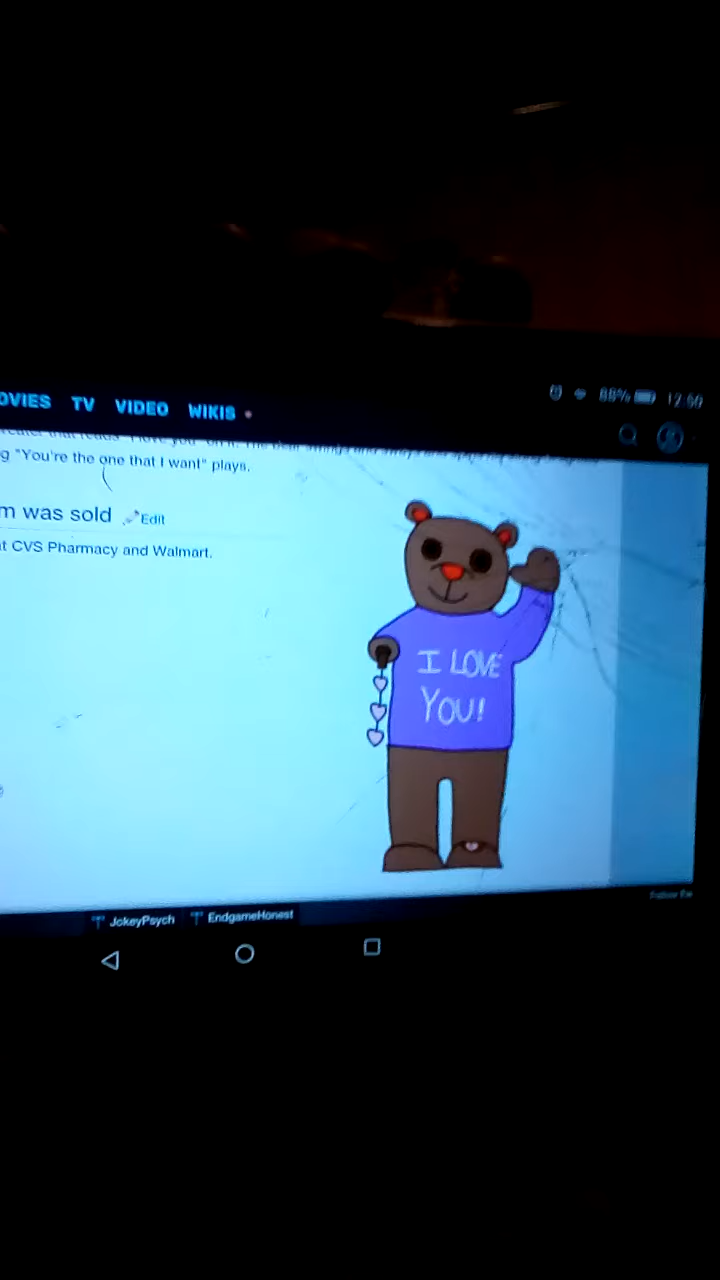 OVIES TV VIDEO WIKIS
88% 12:50
g "You're the one that I want" plays.
m was sold Edit
at CVS Pharmacy and Walmart.
I LOVE
YOU!
JokeyPsych EndgameHonest